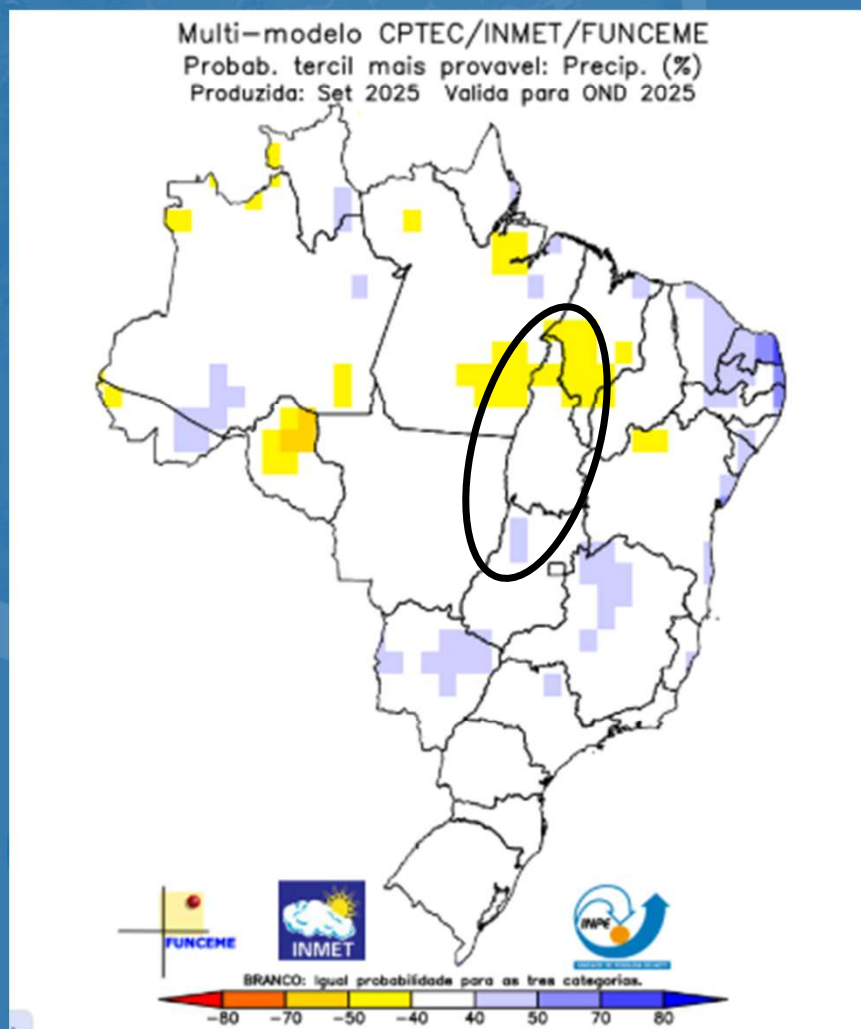 Multi-modelo CPTEC/INMET/FUNCEME
Probab. tercil mais provavel: Precip. (%)
Produzida: Set 2025 Valida para OND 2025
FUNCEME
INMET
INPE
BRANCO: Igual probabilidade para as tres categorias.
-80 -70 -50 -40 40 50 70 80